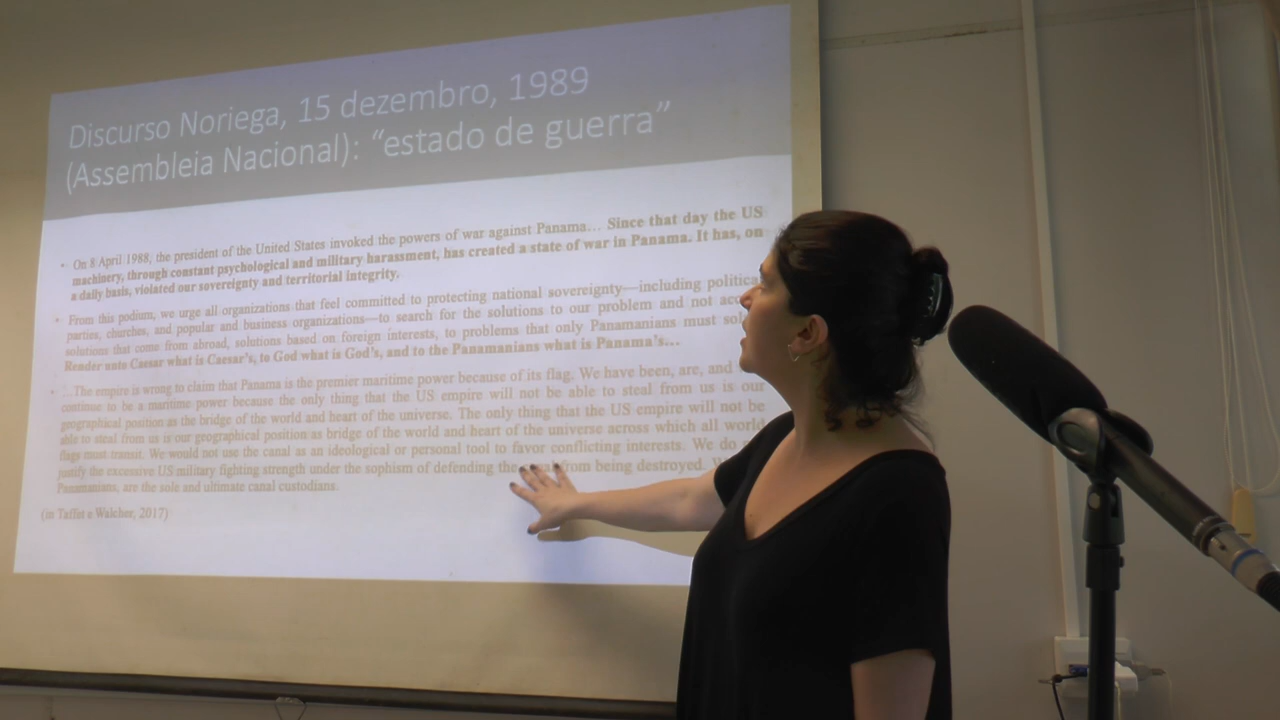 Discurso Noriega, 15 dezembro, 1989
(Assembleia Nacional): “estado de guerra”
• On 8 April 1988, the president of the United States invoked the powers of war against Panama… Since that day the US
machinery, through constant psychological and military harassment, has created a state of war in Panama. It has, on
a daily basis, violated our sovereignty and territorial integrity.
• From this podium, we urge all organizations that feel committed to protecting national sovereignty—including
parties, churches, and popular and business organizations—to search for the solutions to our problem and not
solutions that come from abroad, solutions based on foreign interests, to problems that only Panamanians must
Render unto Caesar what is Caesar’s, to God what is God’s, and to the Panamanians what is Panama’s…
• …The empire is wrong to claim that Panama is the premier maritime power because of its flag. We have been, are, and
continue to be a maritime power because the only thing that the US empire will not be able to steal from us is our
geographical position as the bridge of the world and heart of the universe. The only thing that the US empire will not be
able to steal from us is our geographical position as bridge of the world and heart of the universe across which all world
flags must transit. We would not use the canal as an ideological or personal tool to favor conflicting interests. We do
justify the excessive US military fighting strength under the sophism of defending the from being destroyed.
Panamanians, are the sole and ultimate canal custodians.
(in Taffet e Walcher, 2017)